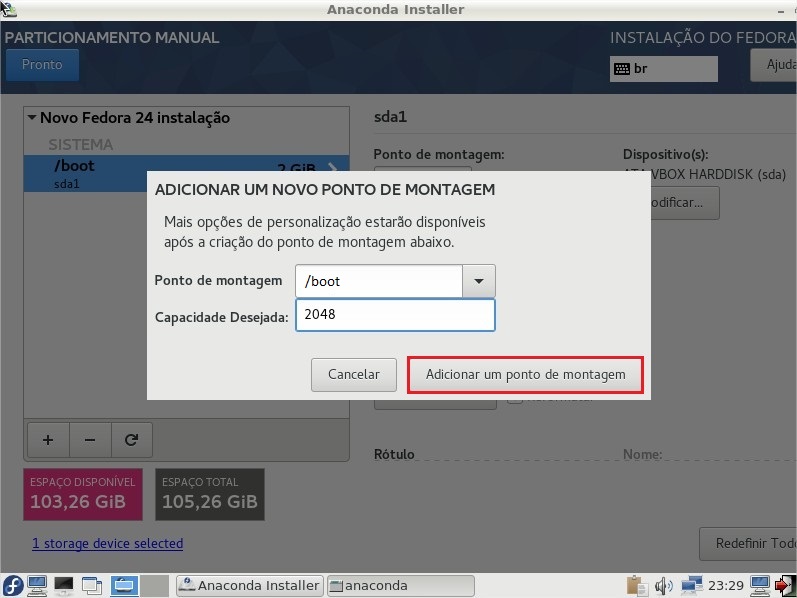 Anaconda Installer
PARTICIONAMENTO MANUAL
INSTALAÇÃO DO FEDORA
Pronto
br
Ajuda
Novo Fedora 24 instalação
SISTEMA
/boot
2 GiB
sda1
sda1
Ponto de montagem:
Dispositivo(s):
ATA VBOX HARDDISK (sda)
odificar...
ADICIONAR UM NOVO PONTO DE MONTAGEM
Mais opções de personalização estarão disponíveis
após a criação do ponto de montagem abaixo.
Ponto de montagem
/boot
Capacidade Desejada:
2048
Cancelar
Adicionar um ponto de montagem
Rótulo
Nome:
ESPAÇO DISPONÍVEL
103,26 GiB
ESPAÇO TOTAL
105,26 GiB
1 storage device selected
Redefinir Todo
Anaconda Installer
anaconda
23:29